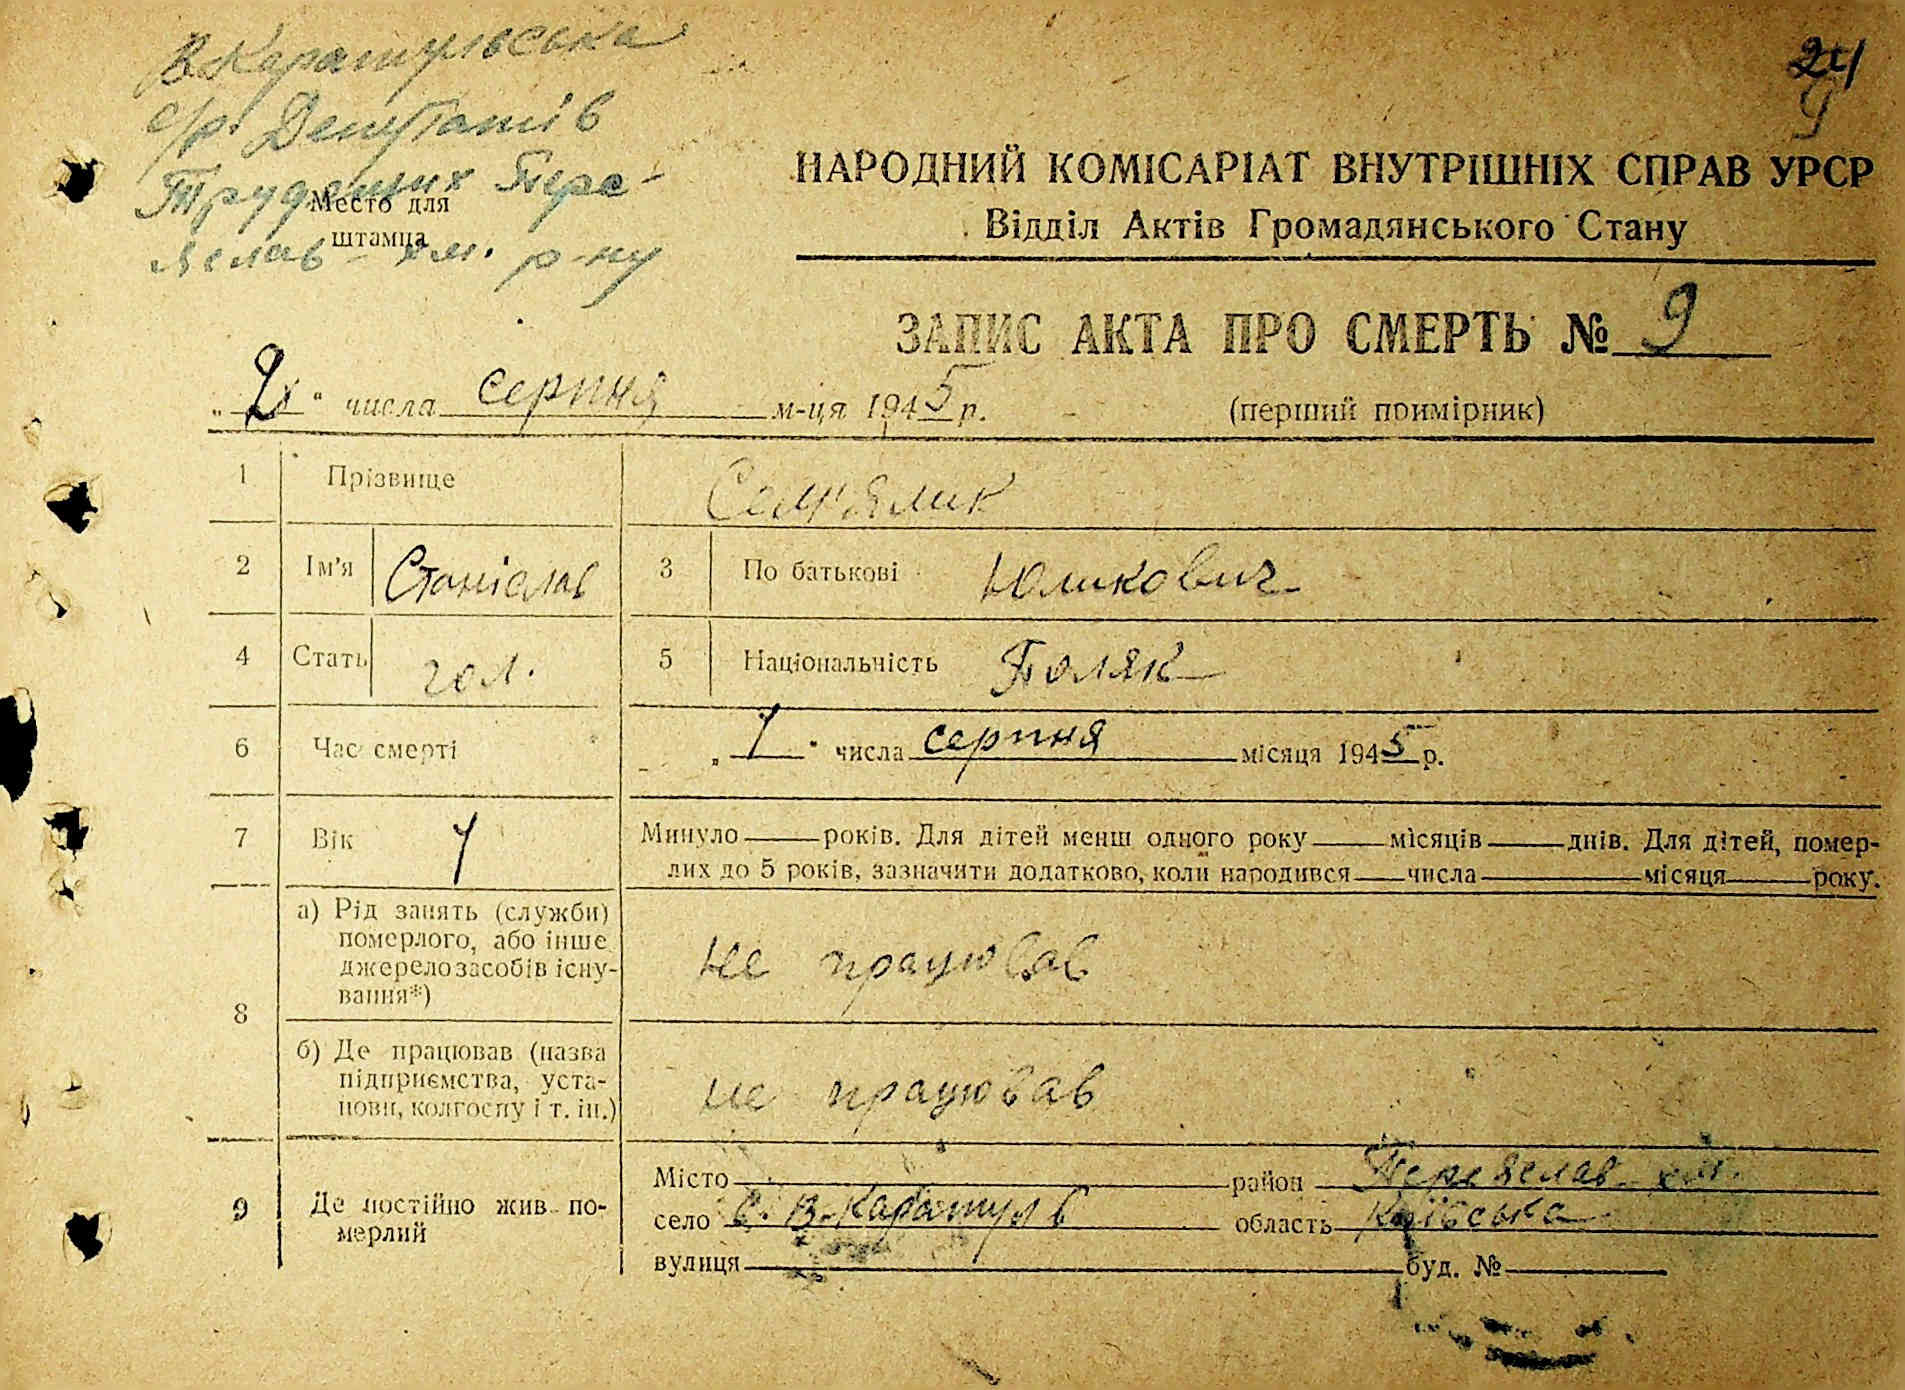 В Каратульська
с/р. Депутатів
Трудящих Пере-
яслав-хм. р-ну
Место для
штампа
24
9
НАРОДНИЙ КОМІСАРІАТ ВНУТРІШНІХ СПРАВ УРСР
Відділ Актів Громадянського Стану
ЗАПИС АКТА ПРО СМЕРТЬ № 9
„2" числа серпня м-ця 1945 р.
(перший примірник)
1 Прізвище Сем'ялик
2 Ім'я Станіслав 3 По батькові Юликович
4 Стать чол. 5 Національність Поляк
6 Час смерті „1" числа серпня місяця 1945 р.
7 Вік Минуло роківів. Для дітей менш одного року місяців днів. Для дітей, помер-
лих до 5 років, зазначити додатково, коли народився числа місяця року.
8 а) Рід занять (служби)
померлого, або інше
джерело засобів існу-
вання*)
не працював
б) Де працював (назва
підприємства, уста-
нови, колгоспу і т. ін.)
не працював
9 Де постійно жив по-
мерлий
Місто район Переяслав-хм.
село с. В-Каратуль область Київська
вулиця буд. №